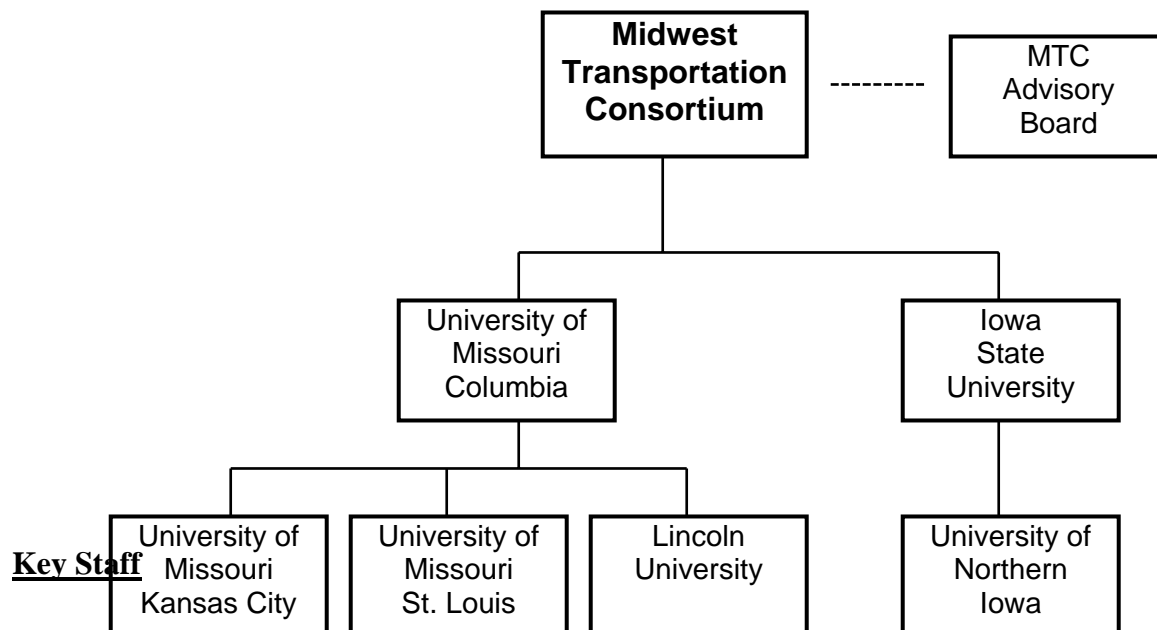 Midwest
Transportation
Consortium
MTC
Advisory
Board
University of
Missouri
Columbia
Iowa
State
University
University of
Missouri
Kansas City
University of
Missouri
St. Louis
Lincoln
University
University of
Northern
Iowa
Key Staff